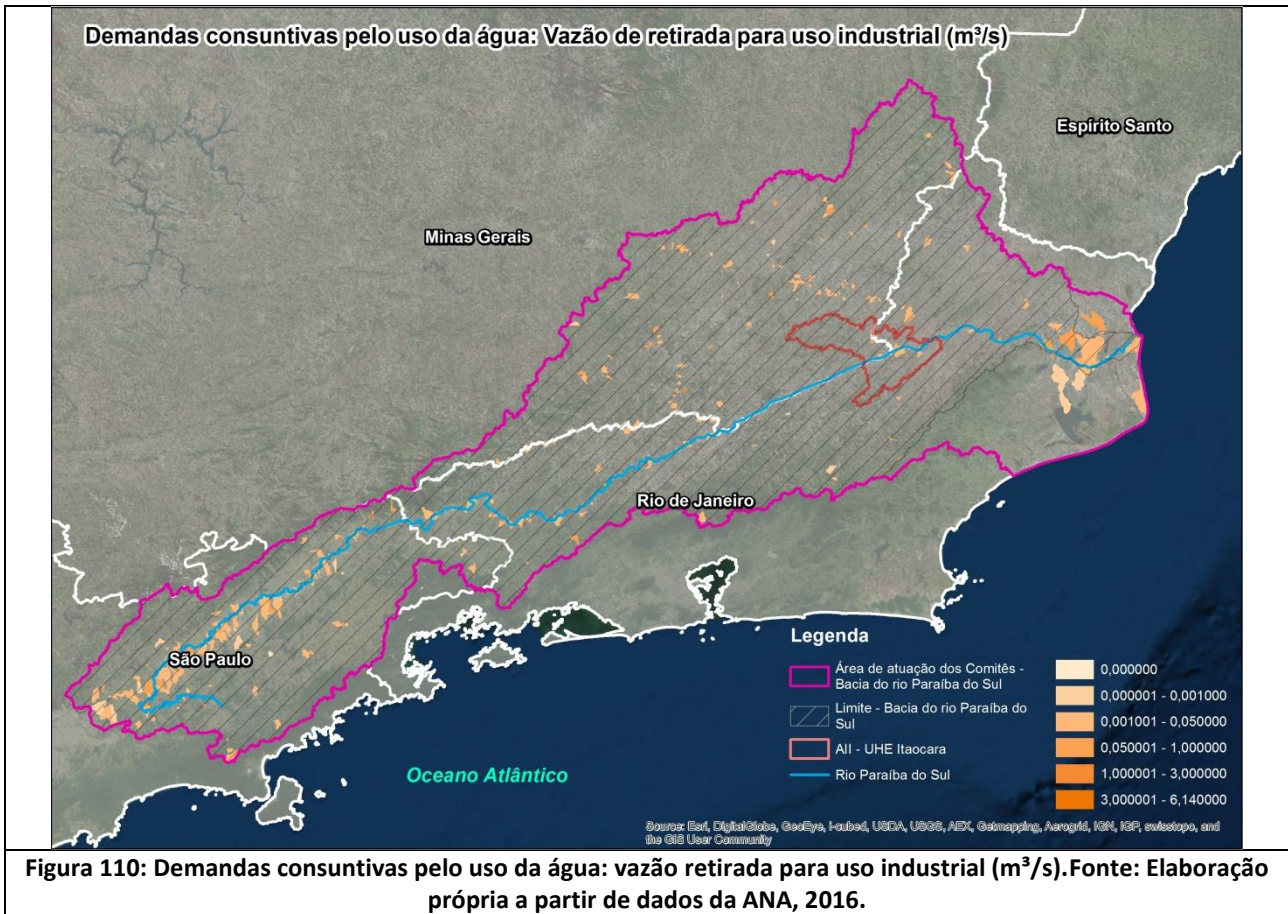 Demandas consuntivas pelo uso da água: Vazão de retirada para uso industrial (m³/s)
Espírito Santo
Minas Gerais
Rio de Janeiro
São Paulo
Oceano Atlântico
Legenda
Área de atuação dos Comitês -
Bacia do rio Paraíba do Sul
Limite - Bacia do rio Paraíba do
Sul
AII - UHE Itaocara
Rio Paraíba do Sul
0,000000
0,000001 - 0,001000
0,001001 - 0,050000
0,050001 - 1,000000
1,000001 - 3,000000
3,000001 - 6,140000
Source: Esri, DigitalGlobe, GeoEye, i-cubed, USDA, USGS, AEX, Getmapping, Aerogrid, IGN, IGP, swisstopo, and
the GIS User Community
Figura 110: Demandas consuntivas pelo uso da água: vazão retirada para uso industrial (m³/s).Fonte: Elaboração
própria a partir de dados da ANA, 2016.